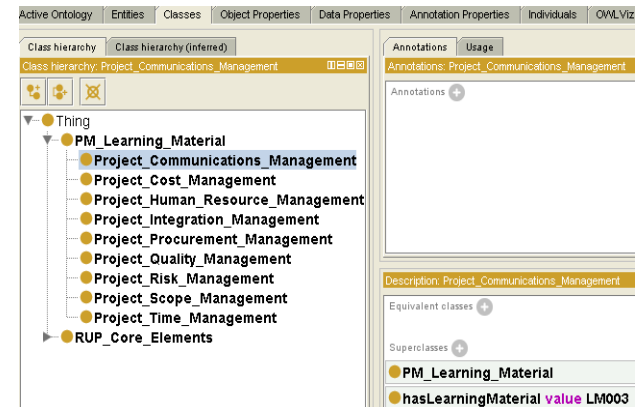 Active Ontology Entities Classes Object Properties Data Properties Annotation Properties Individuals OWLViz
Class hierarchy Class hierarchy (inferred)
Class hierarchy: Project_Communications_Management
Thing
PM_Learning_Material
Project_Communications_Management
Project_Cost_Management
Project_Human_Resource_Management
Project_Integration_Management
Project_Procurement_Management
Project_Quality_Management
Project_Risk_Management
Project_Scope_Management
Project_Time_Management
RUP_Core_Elements
Annotations Usage
Annotations: Project_Communications_Management
Annotations
Description: Project_Communications_Management
Equivalent classes
Superclasses
PM_Learning_Material
hasLearningMaterial value LM003